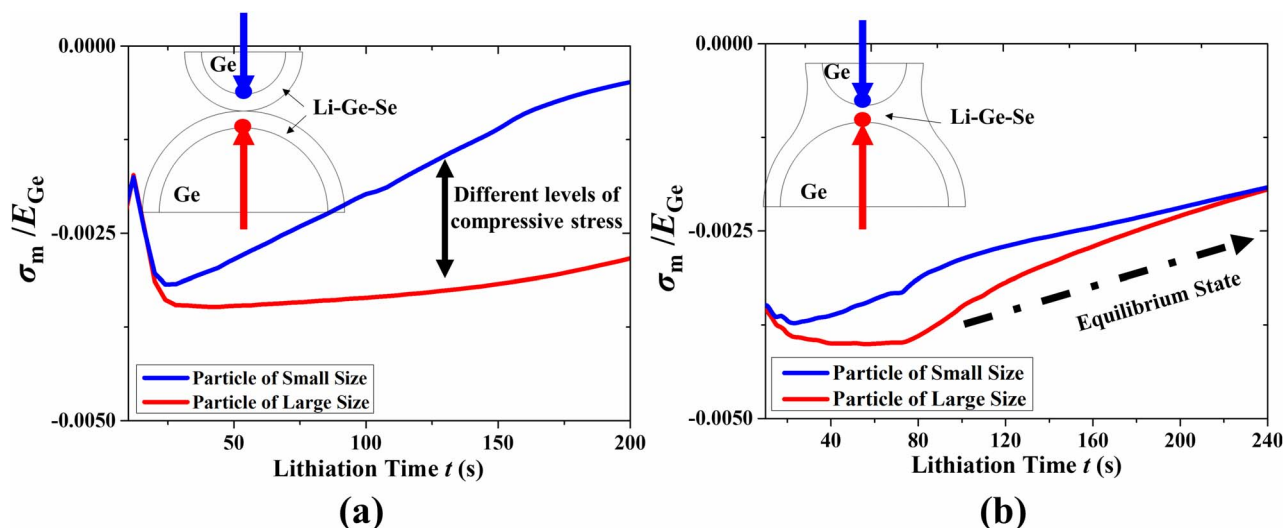 0.0000
-0.0025
-0.0050
σm /EGe
Ge
Li-Ge-Se
Ge
Different levels of
compressive stress
Particle of Small Size
Particle of Large Size
50
100
150
200
Lithiation Time t (s)
(a)
0.0000
-0.0025
-0.0050
σm /EGe
Ge
Li-Ge-Se
Ge
Equilibrium State
Particle of Small Size
Particle of Large Size
40
80
120
160
200
240
Lithiation Time t (s)
(b)